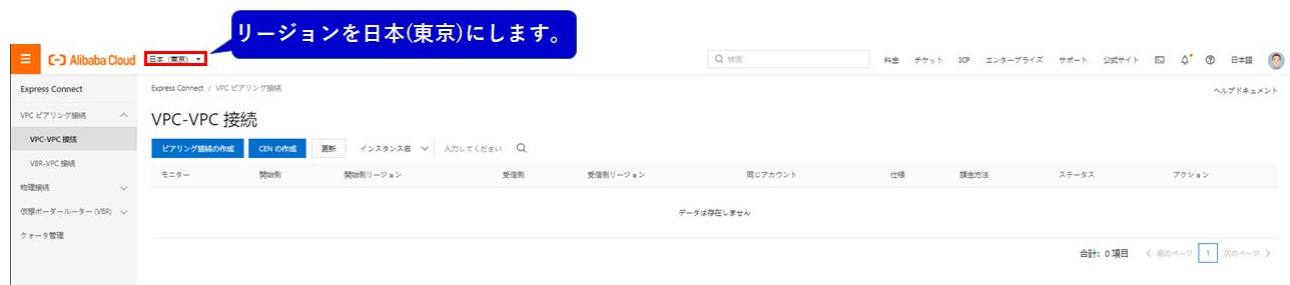 リージョンを日本(東京)にします。
Alibaba Cloud 日本 (東京) 検索 料金 チケット ICP エンタープライズ サポート 公式サイト 日本語
Express Connect
Express Connect / VPC ピアリング接続 ヘルプドキュメント
VPC ピアリング接続
VPC-VPC 接続
VBR-VPC 接続
物理接続
仮想ボーダールーター (VBR)
クォータ管理
VPC-VPC 接続
ピアリング接続の作成 CEN の作成 更新 インスタンス名 入力してください
モニター 開始側 開始側リージョン 受信側 受信側リージョン 同じアカウント 仕様 課金方法 ステータス アクション
データは存在しません
合計: 0 項目 前のページ 1 次のページ